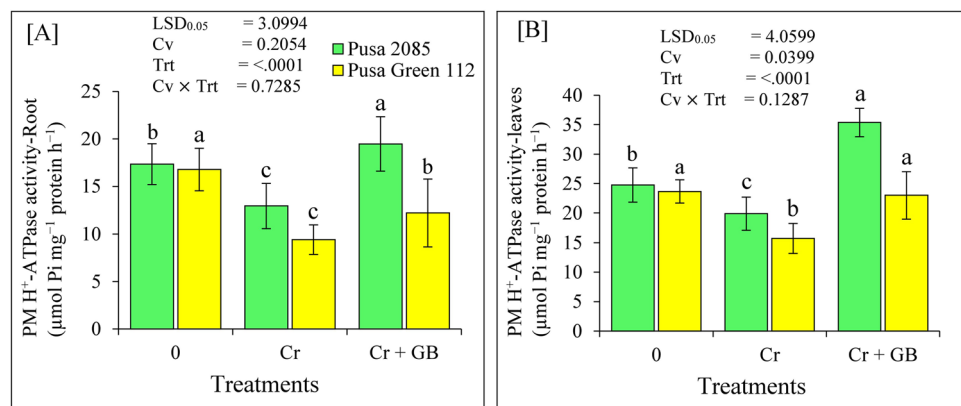 [A]
LSD0.05 = 3.0994
Cv = 0.2054
Trt = <.0001
Cv × Trt = 0.7285
Pusa 2085
Pusa Green 112
PM H+-ATPase activity-Root
(µmol Pi mg−1 protein h−1)
25
20
15
10
5
0
b
a
c
c
a
b
0
Cr
Cr + GB
Treatments
[B]
LSD0.05 = 4.0599
Cv = 0.0399
Trt = <.0001
Cv × Trt = 0.1287
PM H+-ATPase activity-leaves
(µmol Pi mg−1 protein h−1)
40
35
30
25
20
15
10
5
0
b
a
c
b
a
a
0
Cr
Cr + GB
Treatments